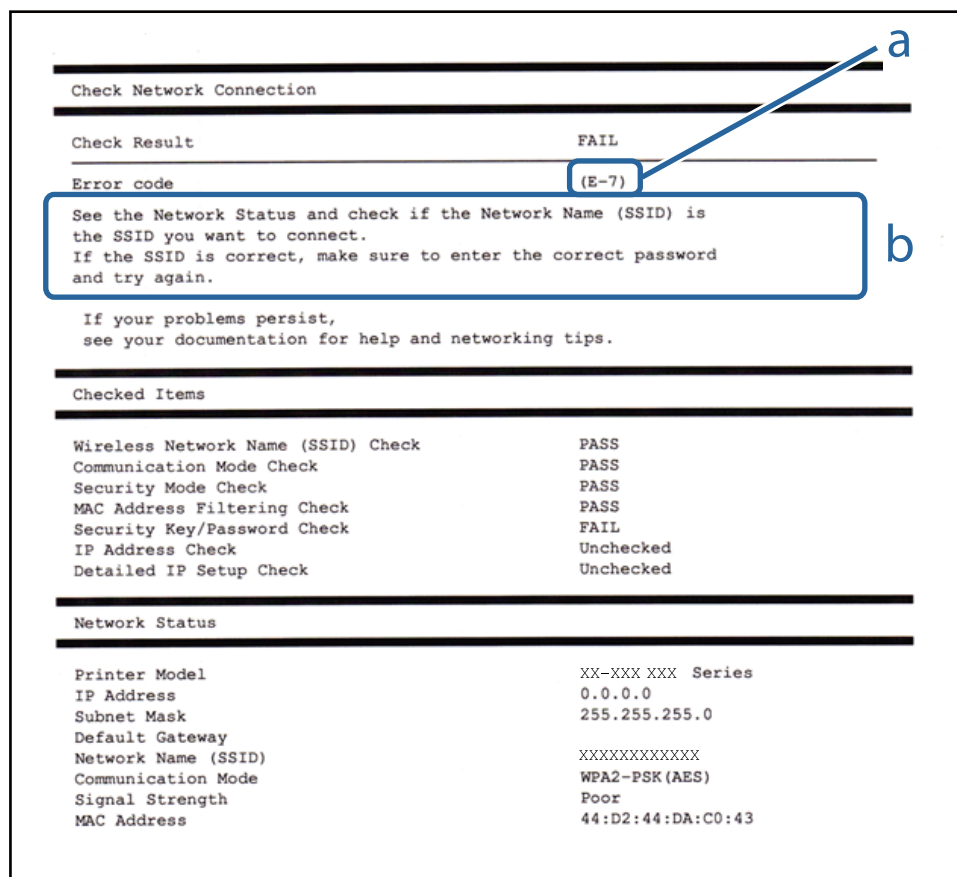 a
Check Network Connection
Check Result FAIL
Error code (E-7)
See the Network Status and check if the Network Name (SSID) is
the SSID you want to connect.
If the SSID is correct, make sure to enter the correct password
and try again.
b
If your problems persist,
see your documentation for help and networking tips.
Checked Items
Wireless Network Name (SSID) Check PASS
Communication Mode Check PASS
Security Mode Check PASS
MAC Address Filtering Check PASS
Security Key/Password Check FAIL
IP Address Check Unchecked
Detailed IP Setup Check Unchecked
Network Status
Printer Model XX-XXX XXX Series
IP Address 0.0.0.0
Subnet Mask 255.255.255.0
Default Gateway
Network Name (SSID) XXXXXXXXXXXX
Communication Mode WPA2-PSK(AES)
Signal Strength Poor
MAC Address 44:D2:44:DA:C0:43